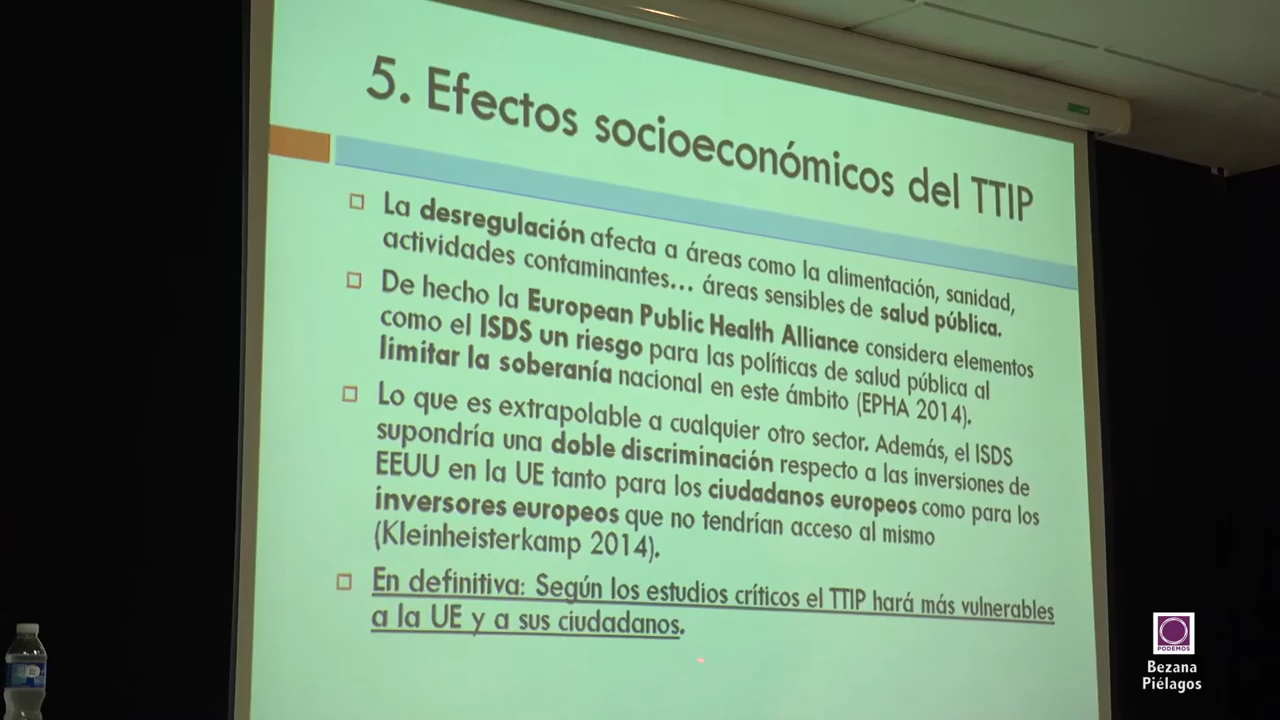 5. Efectos socioeconómicos del TTIP
La desregulación afecta a áreas como la alimentación, sanidad,
actividades contaminantes... áreas sensibles de salud pública.
De hecho la European Public Health Alliance considera elementos
como el ISDS un riesgo para las políticas de salud pública al
limitar la soberanía nacional en este ámbito (EPHA 2014).
Lo que es extrapolable a cualquier otro sector. Además, el ISDS
supondría una doble discriminación respecto a las inversiones de
EEUU en la UE tanto para los ciudadanos europeos como para los
inversores europeos que no tendrían acceso al mismo
(Kleinheisterkamp 2014).
En definitiva: Según los estudios críticos el TTIP hará más vulnerables
a la UE y a sus ciudadanos.
PODEMOS
Bezana
Piélagos